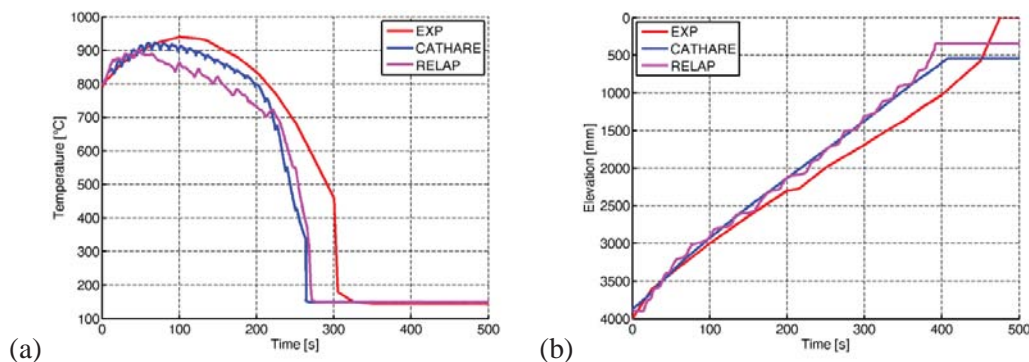 1000
900
800
700
600
500
400
300
200
100
Temperature [°C]
EXP
CATHARE
RELAP
0
100
200
300
400
500
Time [s]
(a)
0
500
1000
1500
2000
2500
3000
3500
4000
Elevation [mm]
EXP
CATHARE
RELAP
0
100
200
300
400
500
Time [s]
(b)